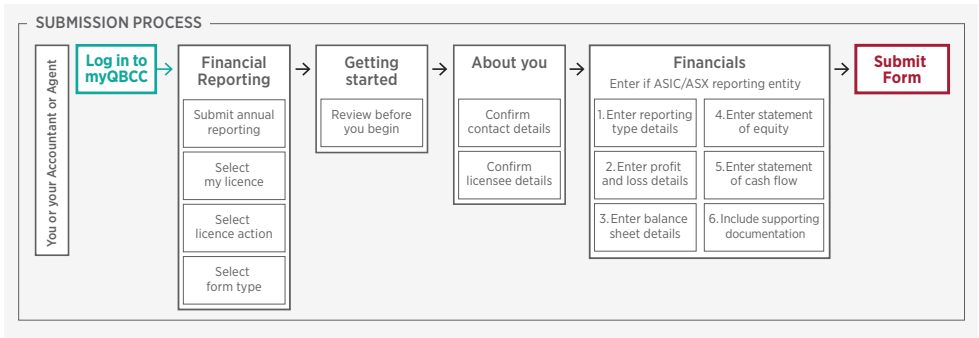 SUBMISSION PROCESS
You or your Accountant or Agent
Log in to
myQBCC
Financial
Reporting
Submit annual
reporting
Select
my licence
Select
licence action
Select
form type
Getting
started
Review before
you begin
About you
Confirm
contact details
Confirm
licensee details
Financials
Enter if ASIC/ASX reporting entity
1. Enter reporting
type details
2. Enter profit
and loss details
3. Enter balance
sheet details
4. Enter statement
of equity
5. Enter statement
of cash flow
6. Include supporting
documentation
Submit
Form